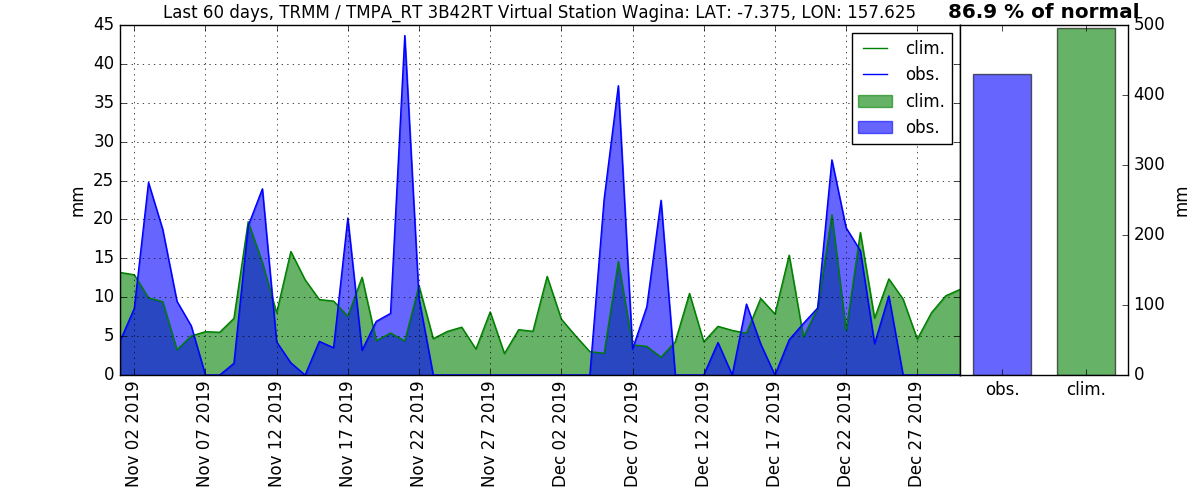 Last 60 days, TRMM / TMPA_RT 3B42RT Virtual Station Wagina: LAT: -7.375, LON: 157.625
86.9 % of normal
45
40
35
30
25
20
15
10
5
0
mm
clim.
obs.
clim.
obs.
500
400
300
200
100
0
mm
Nov 02 2019
Nov 07 2019
Nov 12 2019
Nov 17 2019
Nov 22 2019
Nov 27 2019
Dec 02 2019
Dec 07 2019
Dec 12 2019
Dec 17 2019
Dec 22 2019
Dec 27 2019
obs.
clim.